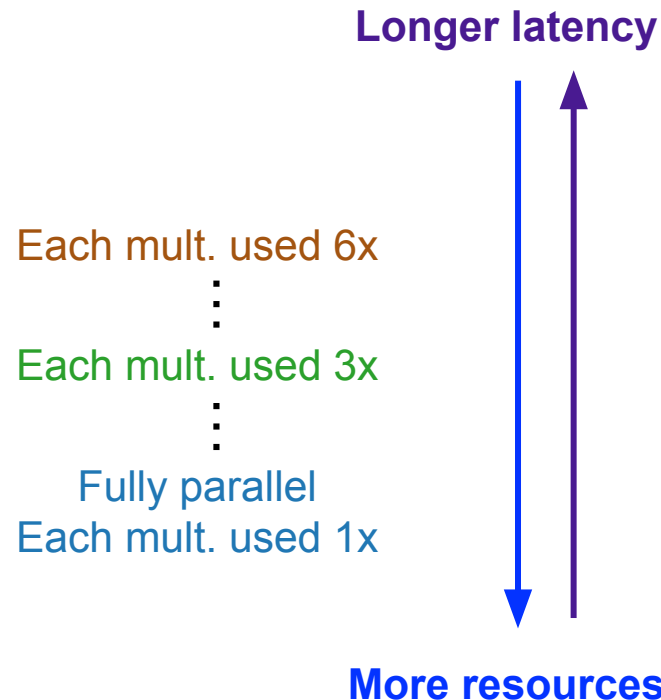 Longer latency
Each mult. used 6x
Each mult. used 3x
Fully parallel
Each mult. used 1x
More resources